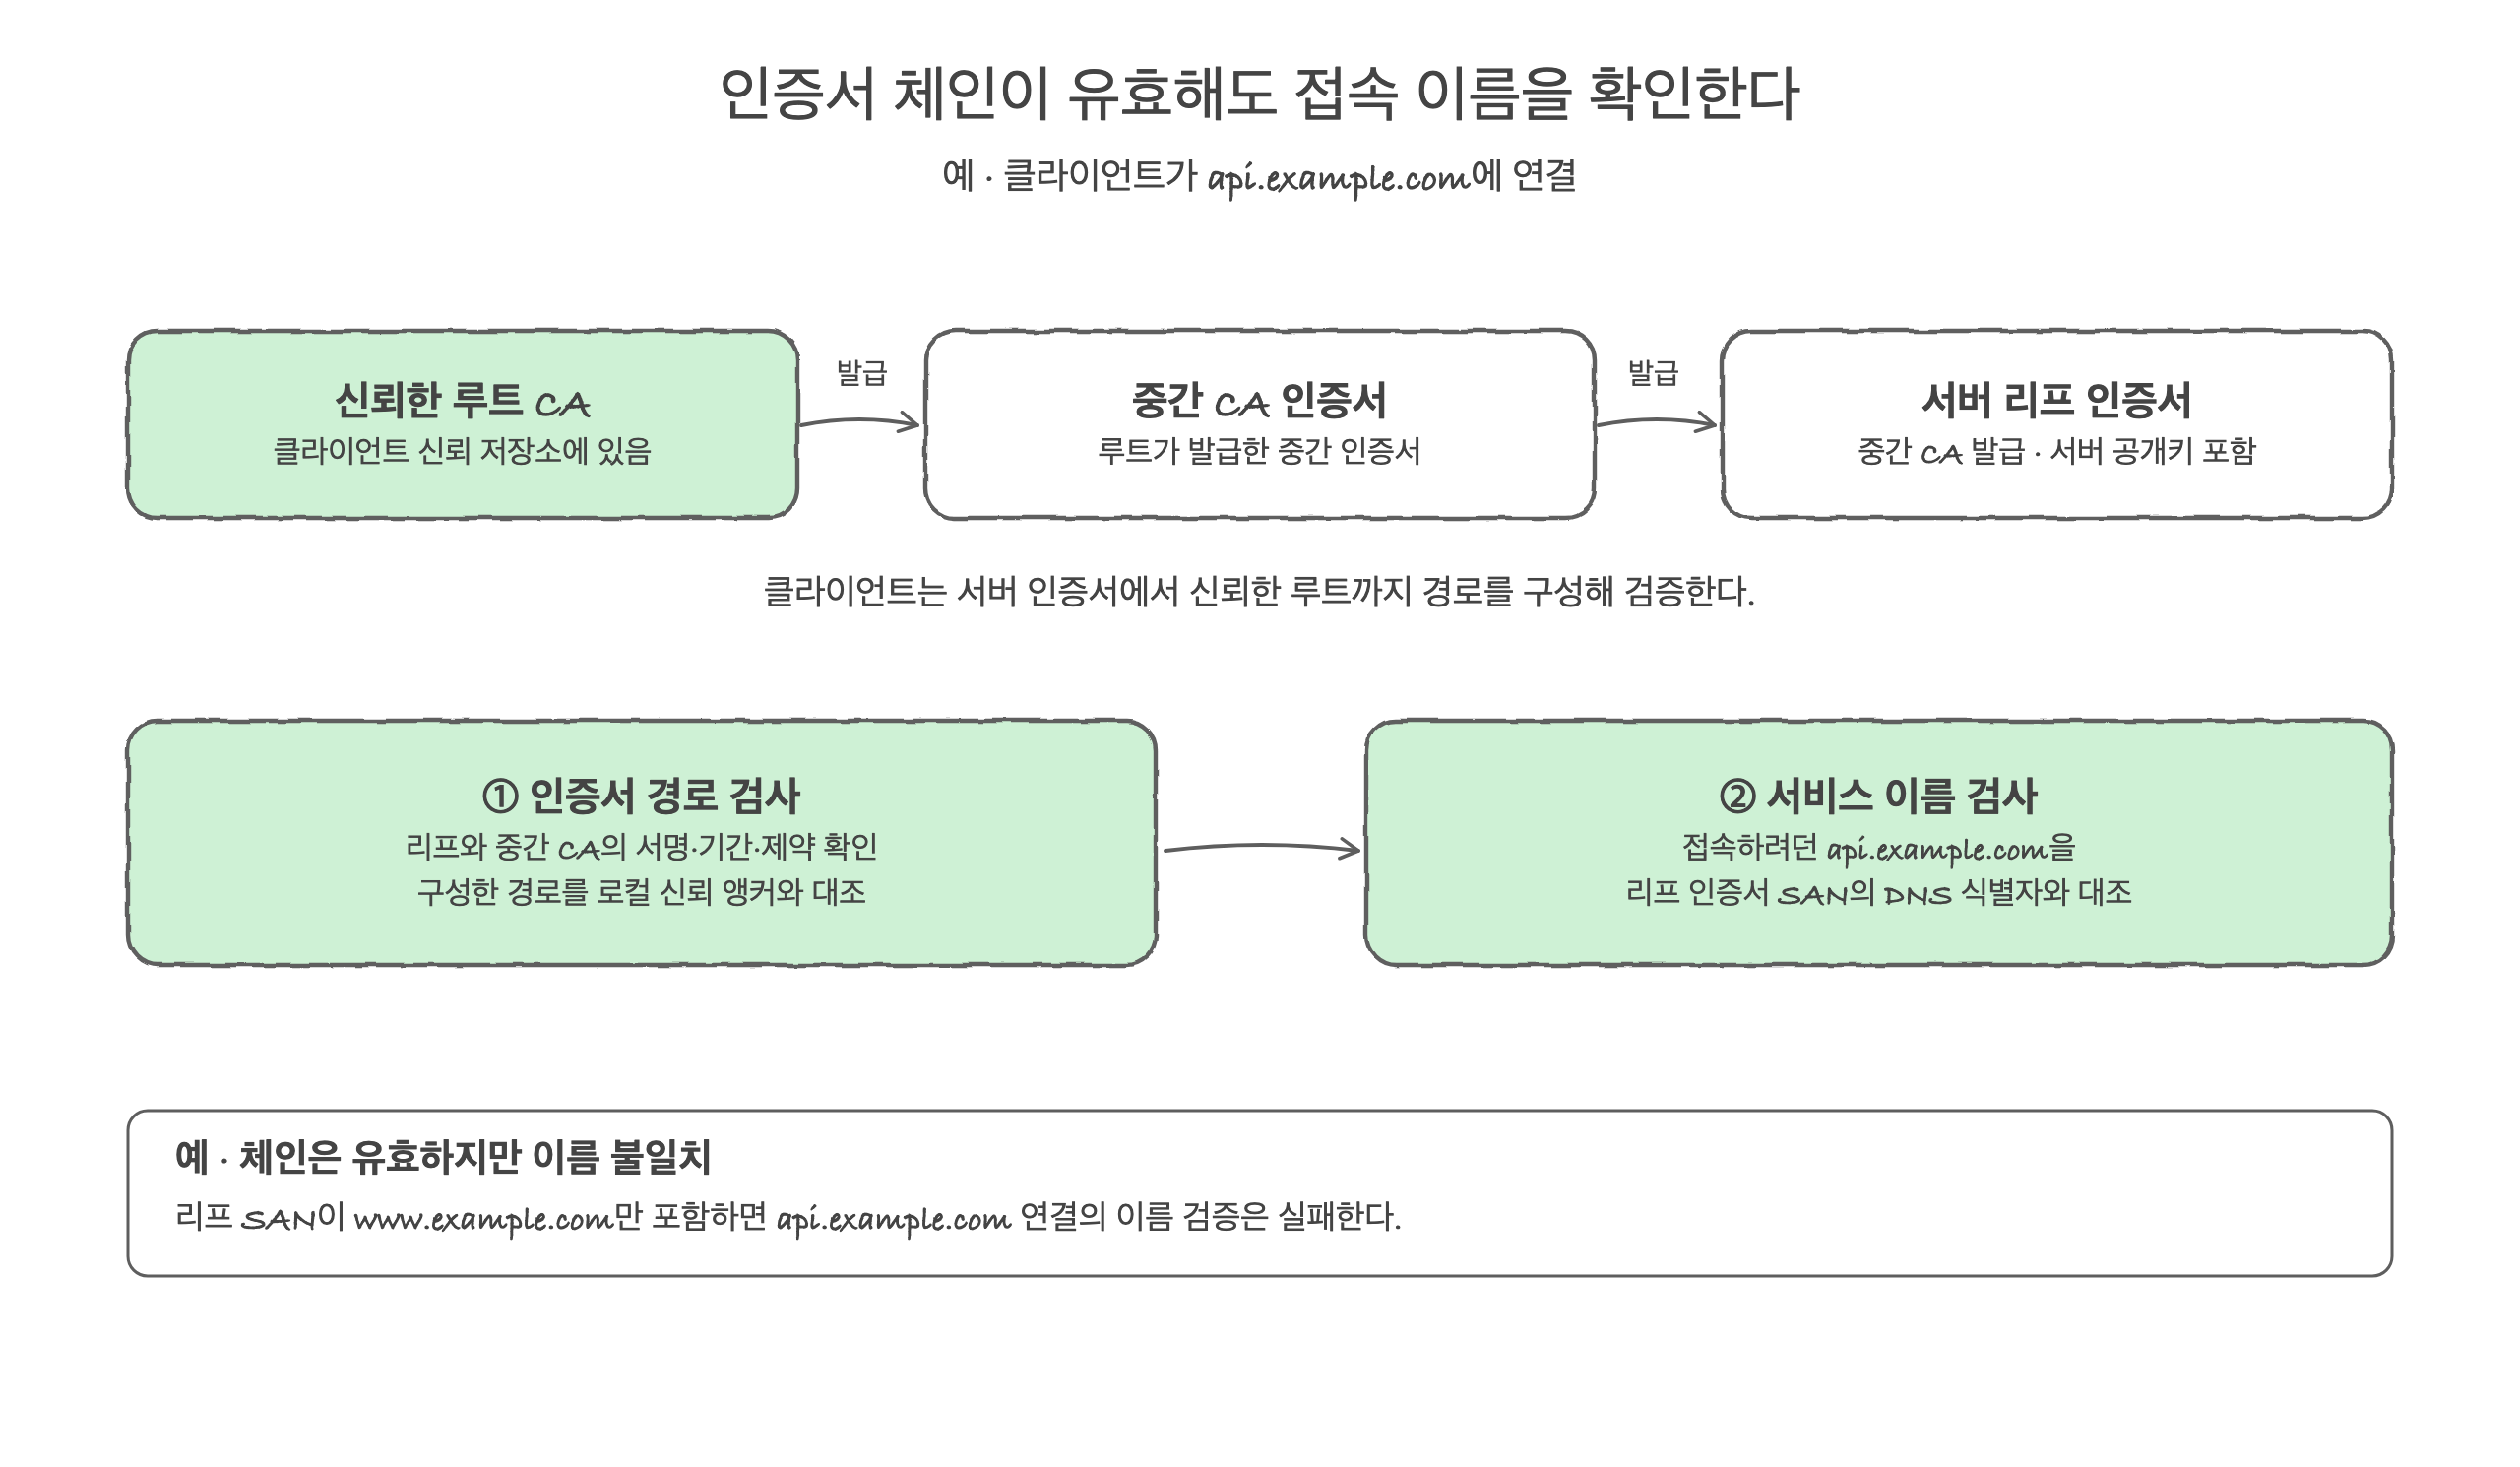 인증서 체인이 유효해도 접속 이름을 확인한다
예 · 클라이언트가 api.example.com에 연결
신뢰한 루트 CA
클라이언트 신뢰 저장소에 있음
발급
중간 CA 인증서
루트가 발급한 중간 인증서
발급
서버 리프 인증서
중간 CA 발급 · 서버 공개키 포함
클라이언트는 서버 인증서에서 신뢰한 루트까지 경로를 구성해 검증한다.
① 인증서 경로 검사
리프와 중간 CA의 서명·기간·제약 확인
구성한 경로를 로컬 신뢰 앵커와 대조
② 서비스 이름 검사
접속하려던 api.example.com을
리프 인증서 SAN의 DNS 식별자와 대조
예 · 체인은 유효하지만 이름 불일치
리프 SAN이 www.example.com만 포함하면 api.example.com 연결의 이름 검증은 실패한다.